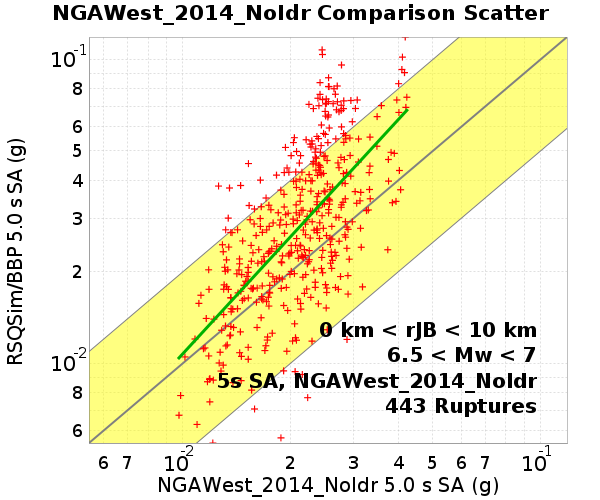 NGAWest_2014_NoIdr Comparison Scatter
10-1
8
6
5
4
3
2
10-2
8
6
RSQSim/BBP 5.0 s SA (g)
0 km < rJB < 10 km
6.5 < Mw < 7
5s SA, NGAWest_2014_NoIdr
443 Ruptures
6 7 10-2 2 3 4 5 6 7 10-1
NGAWest_2014_NoIdr 5.0 s SA (g)